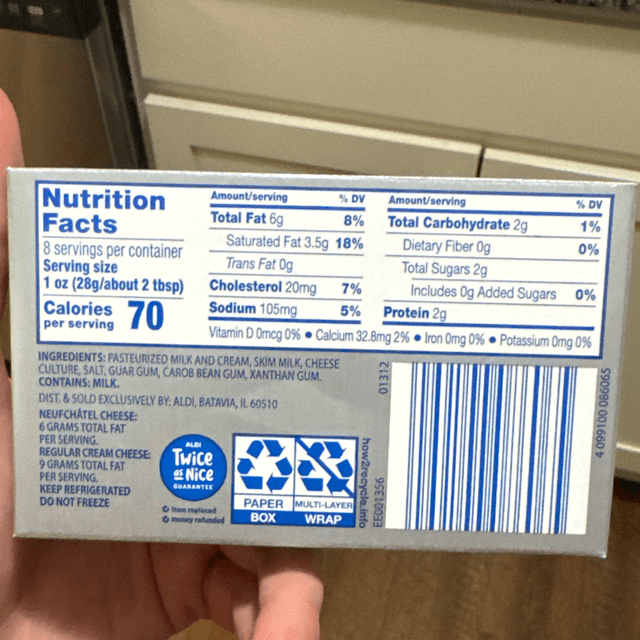 Nutrition
Facts
8 servings per container
Serving size
1 oz (28g/about 2 tbsp)
Calories
per serving 70
Amount/serving % DV
Total Fat 6g 8%
Saturated Fat 3.5g 18%
Trans Fat 0g
Cholesterol 20mg 7%
Sodium 105mg 5%
Amount/serving % DV
Total Carbohydrate 2g 1%
Dietary Fiber 0g 0%
Total Sugars 2g
Includes 0g Added Sugars 0%
Protein 2g
Vitamin D 0mcg 0% ● Calcium 32.8mg 2% ● Iron 0mg 0% ● Potassium 0mg 0%
INGREDIENTS: PASTEURIZED MILK AND CREAM, SKIM MILK, CHEESE
CULTURE, SALT, GUAR GUM, CAROB BEAN GUM, XANTHAN GUM.
CONTAINS: MILK.
DIST. & SOLD EXCLUSIVELY BY: ALDI, BATAVIA, IL 60510
NEUFCHÂTEL CHEESE:
6 GRAMS TOTAL FAT
PER SERVING.
REGULAR CREAM CHEESE:
9 GRAMS TOTAL FAT
PER SERVING.
KEEP REFRIGERATED
DO NOT FREEZE
ALDI
Twice
as Nice
GUARANTEE
Item replaced
money refunded
PAPER
BOX
MULTI-LAYER
WRAP
how2recycle.info
EE001356
01312
4 099100 086065